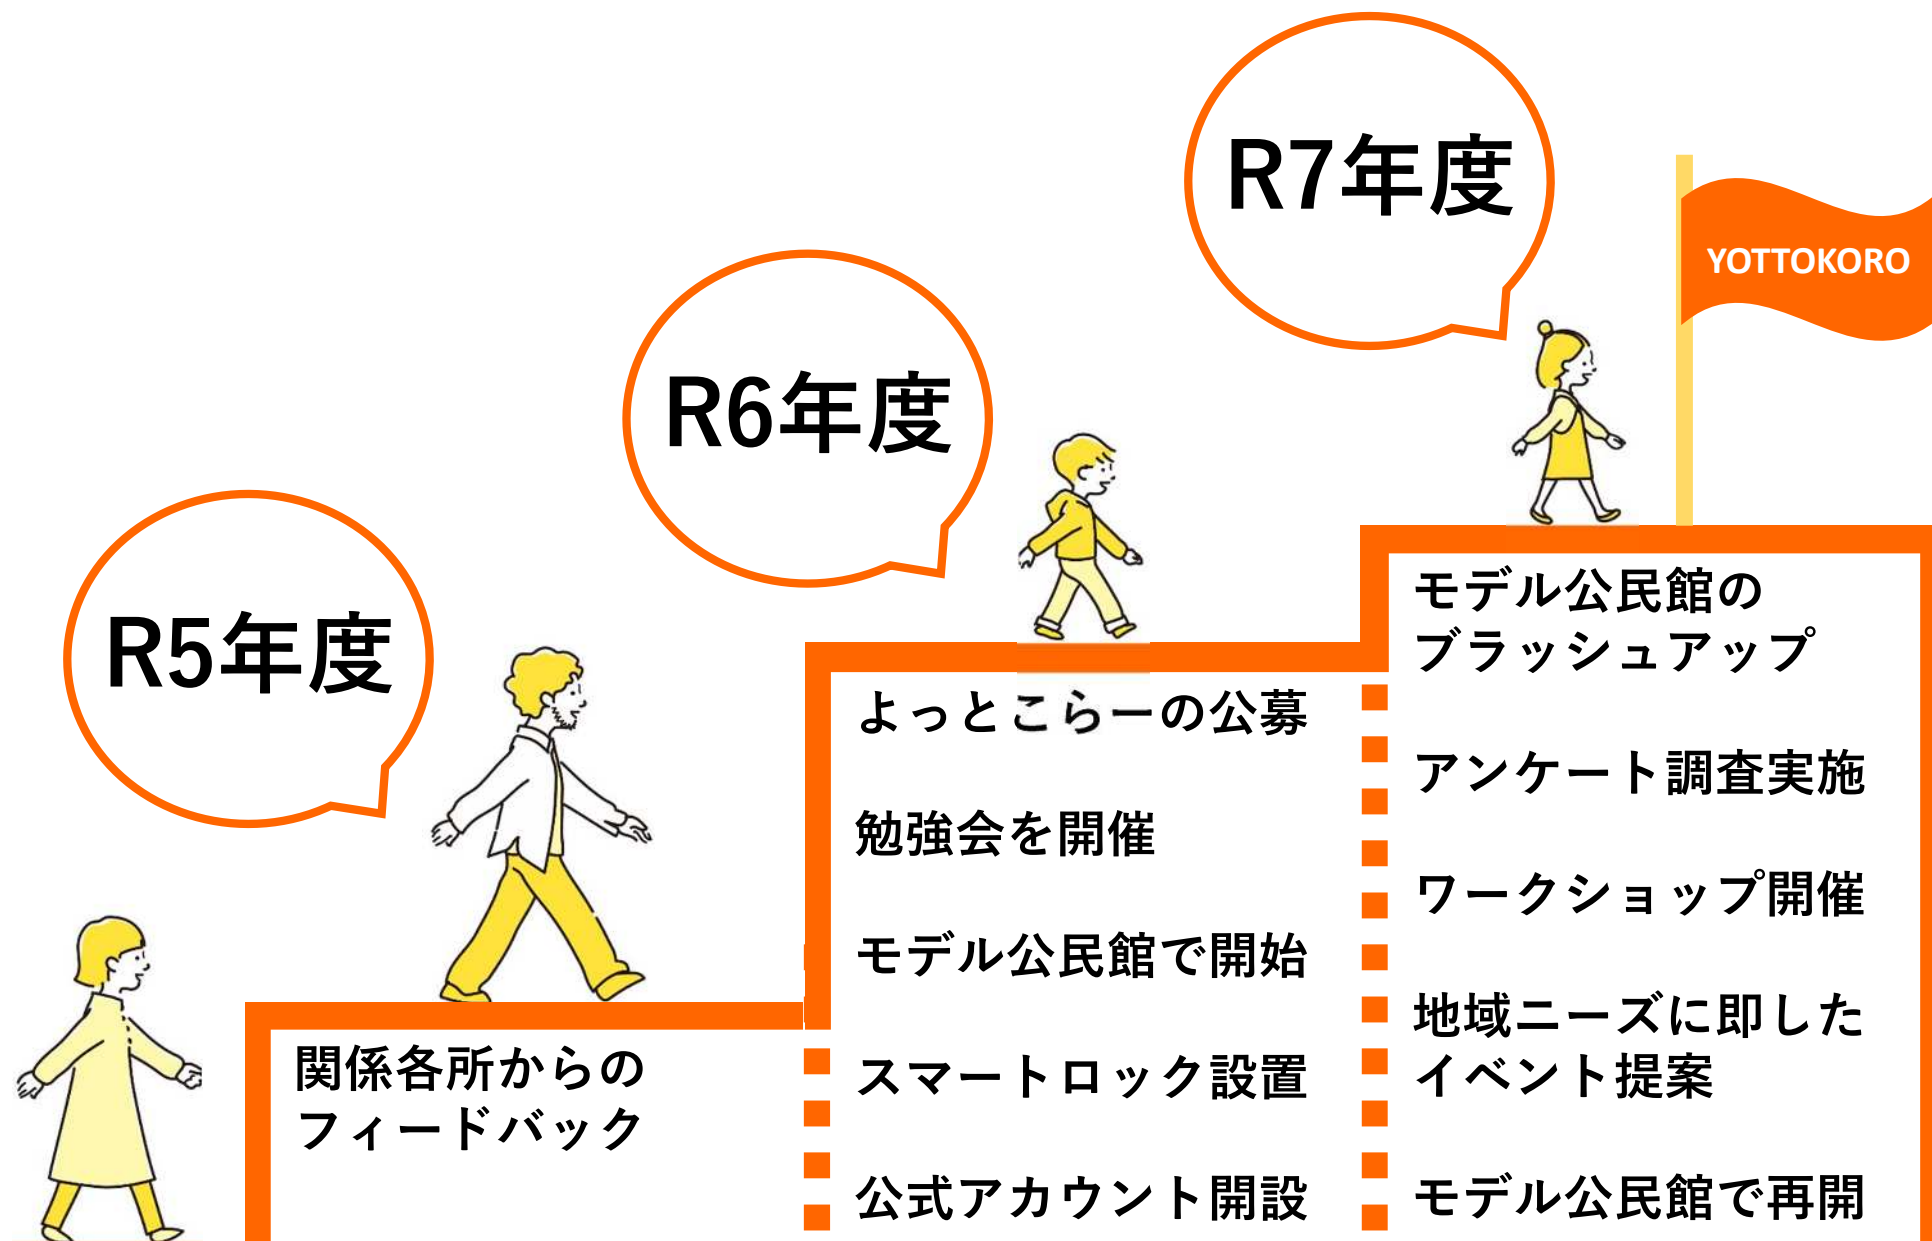 R5年度
関係各所からの
フィードバック
R6年度
よっとこらーの公募
勉強会を開催
モデル公民館で開始
スマートロック設置
公式アカウント開設
R7年度
YOTTOKORO
モデル公民館の
ブラッシュアップ
アンケート調査実施
ワークショップ開催
地域ニーズに即した
イベント提案
モデル公民館で再開